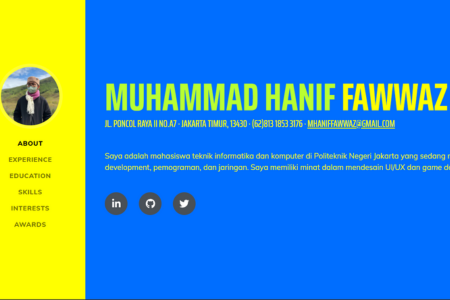 ABOUT
EXPERIENCE
EDUCATION
SKILLS
INTERESTS
AWARDS
MUHAMMAD HANIF FAWWAZ
JL. PONCOL RAYA II NO.A7 · JAKARTA TIMUR, 13430 · (62)813 1853 3176 · MHANIFFAWWAZ@GMAIL.COM
Saya adalah mahasiswa teknik informatika dan komputer di Politeknik Negeri Jakarta yang sedang
development, pemograman, dan jaringan. Saya memiliki minat dalam mendesain UI/UX dan game
in